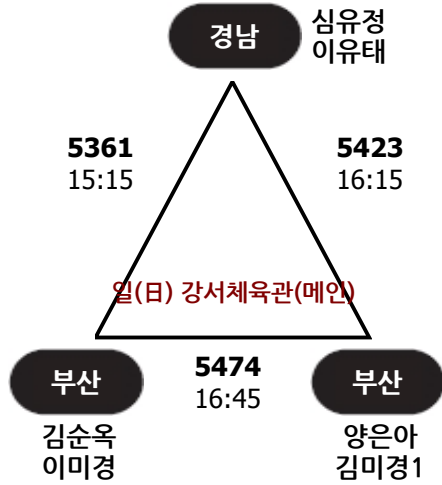 경남
심유정
이유태
5361
15:15
5423
16:15
일(日) 강서체육관(메인)
부산
5474
16:45
부산
김순옥
이미경
양은아
김미경1